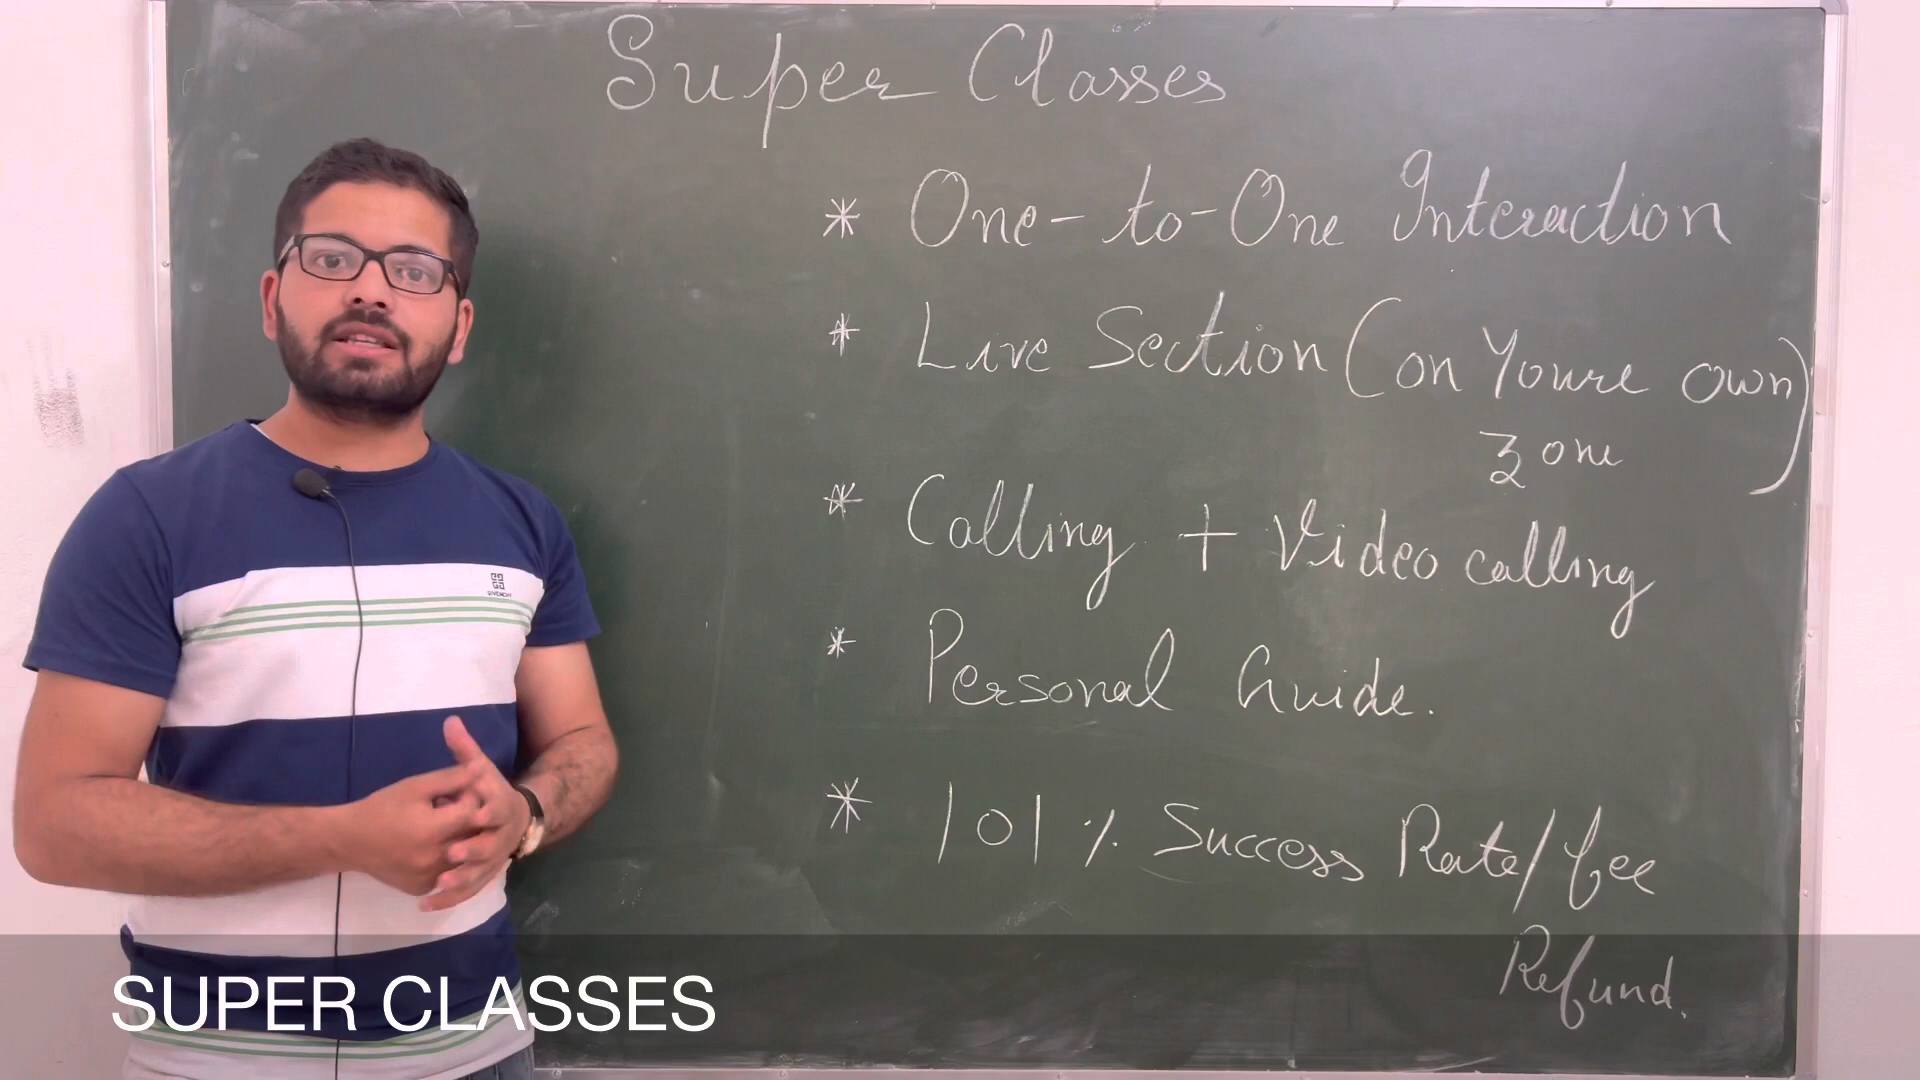 Super Classes
* One-to-One Interaction
* Live Section (on Youre own)
zone
* Calling + Video calling
* Personal Guide.
* 101 % Success Rate/fee
Refund.
GIVENCHY
SUPER CLASSES